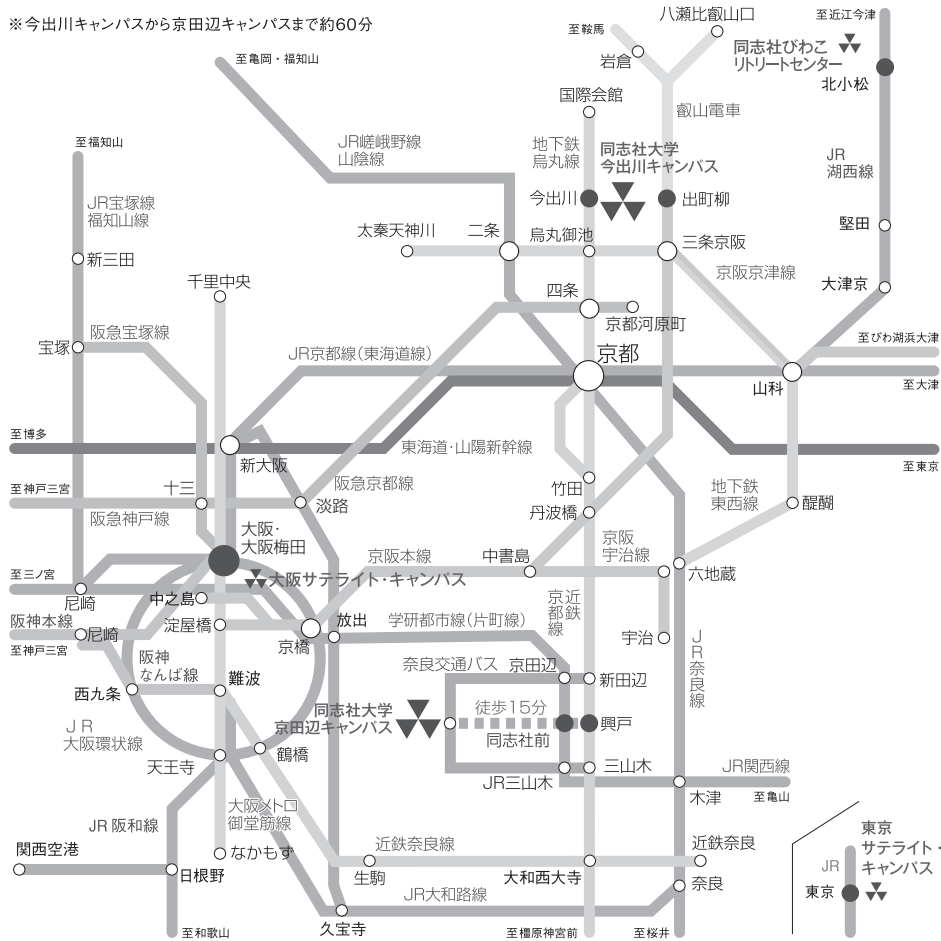 ※今出川キャンパスから京田辺キャンパスまで約60分
至亀岡・福知山
至鞍馬
八瀬比叡山口
岩倉
同志社びわこ
リトリートセンター
至近江今津
北小松
国際会館
叡山電車
至福知山
JR嵯峨野線
山陰線
地下鉄
烏丸線
同志社大学
今出川キャンパス
JR
湖西線
JR宝塚線
福知山線
今出川
出町柳
堅田
太秦天神川
二条
烏丸御池
三条京阪
新三田
京阪京津線
大津京
千里中央
四条
京都河原町
阪急宝塚線
宝塚
JR京都線(東海道線)
京都
至びわ湖浜大津
山科
至大津
至博多
東海道・山陽新幹線
新大阪
至東京
至神戸三宮
十三
淡路
阪急京都線
竹田
地下鉄
東西線
醍醐
阪急神戸線
丹波橋
大阪・
大阪梅田
京阪本線
中書島
京阪
宇治線
六地蔵
至三ノ宮
大阪サテライト・キャンパス
尼崎
中之島
阪神本線
尼崎
淀屋橋
京橋
放出
学研都市線(片町線)
近鉄
京都線
宇治
JR奈良線
至神戸三宮
阪神
なんば線
難波
奈良交通バス
京田辺
新田辺
西九条
同志社大学
京田辺キャンパス
徒歩15分
同志社前
興戸
JR
大阪環状線
天王寺
鶴橋
JR三山木
三山木
JR関西線
木津
至亀山
大阪メトロ
御堂筋線
JR阪和線
関西空港
なかもず
近鉄奈良線
近鉄奈良
日根野
生駒
大和西大寺
奈良
JR大和路線
久宝寺
至和歌山
至橿原神宮前
至桜井
東京
サテライト・
キャンパス
JR
東京